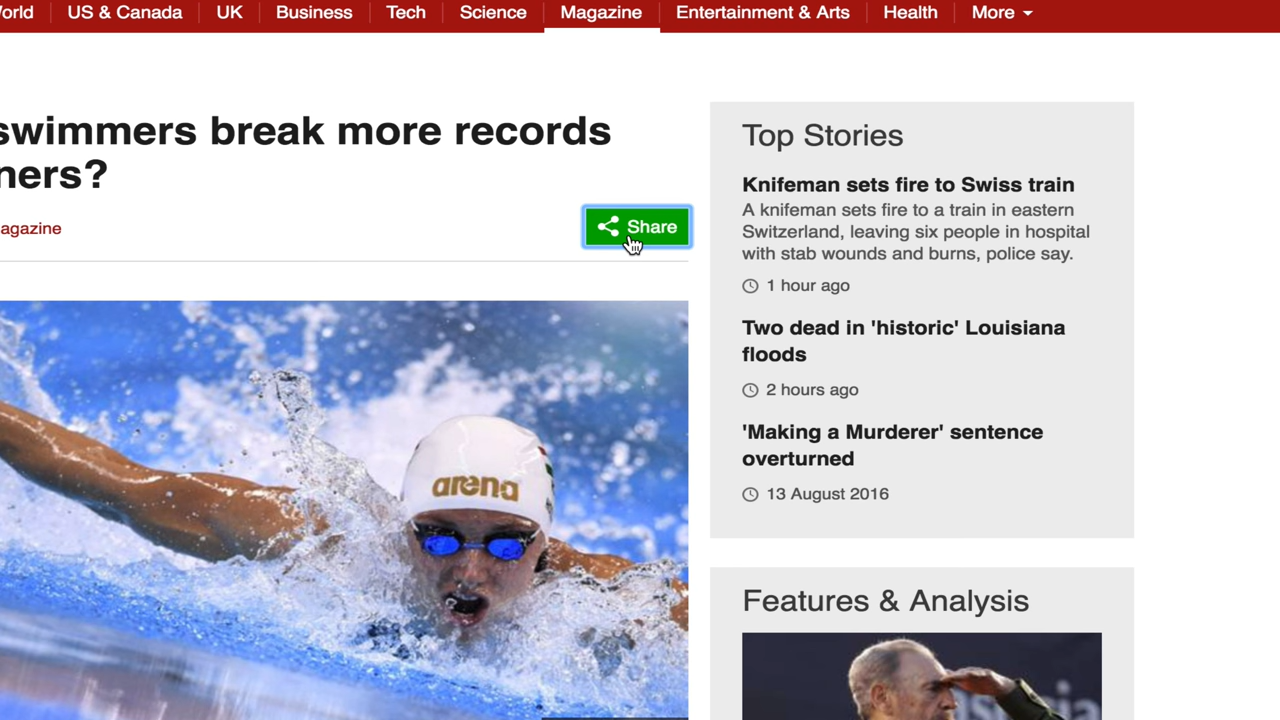 orld US & Canada UK Business Tech Science Magazine Entertainment & Arts Health More
swimmers break more records
ners?
agazine
Share
arena
Top Stories
Knifeman sets fire to Swiss train
A knifeman sets fire to a train in eastern
Switzerland, leaving six people in hospital
with stab wounds and burns, police say.
1 hour ago
Two dead in 'historic' Louisiana
floods
2 hours ago
'Making a Murderer' sentence
overturned
13 August 2016
Features & Analysis